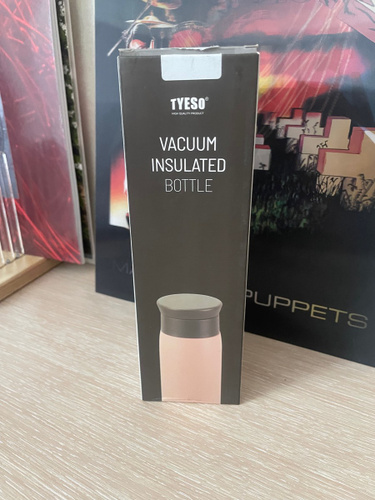 TYESO®
HIGH QUALITY PRODUCT
VACUUM
INSULATED
BOTTLE
PUPPETS